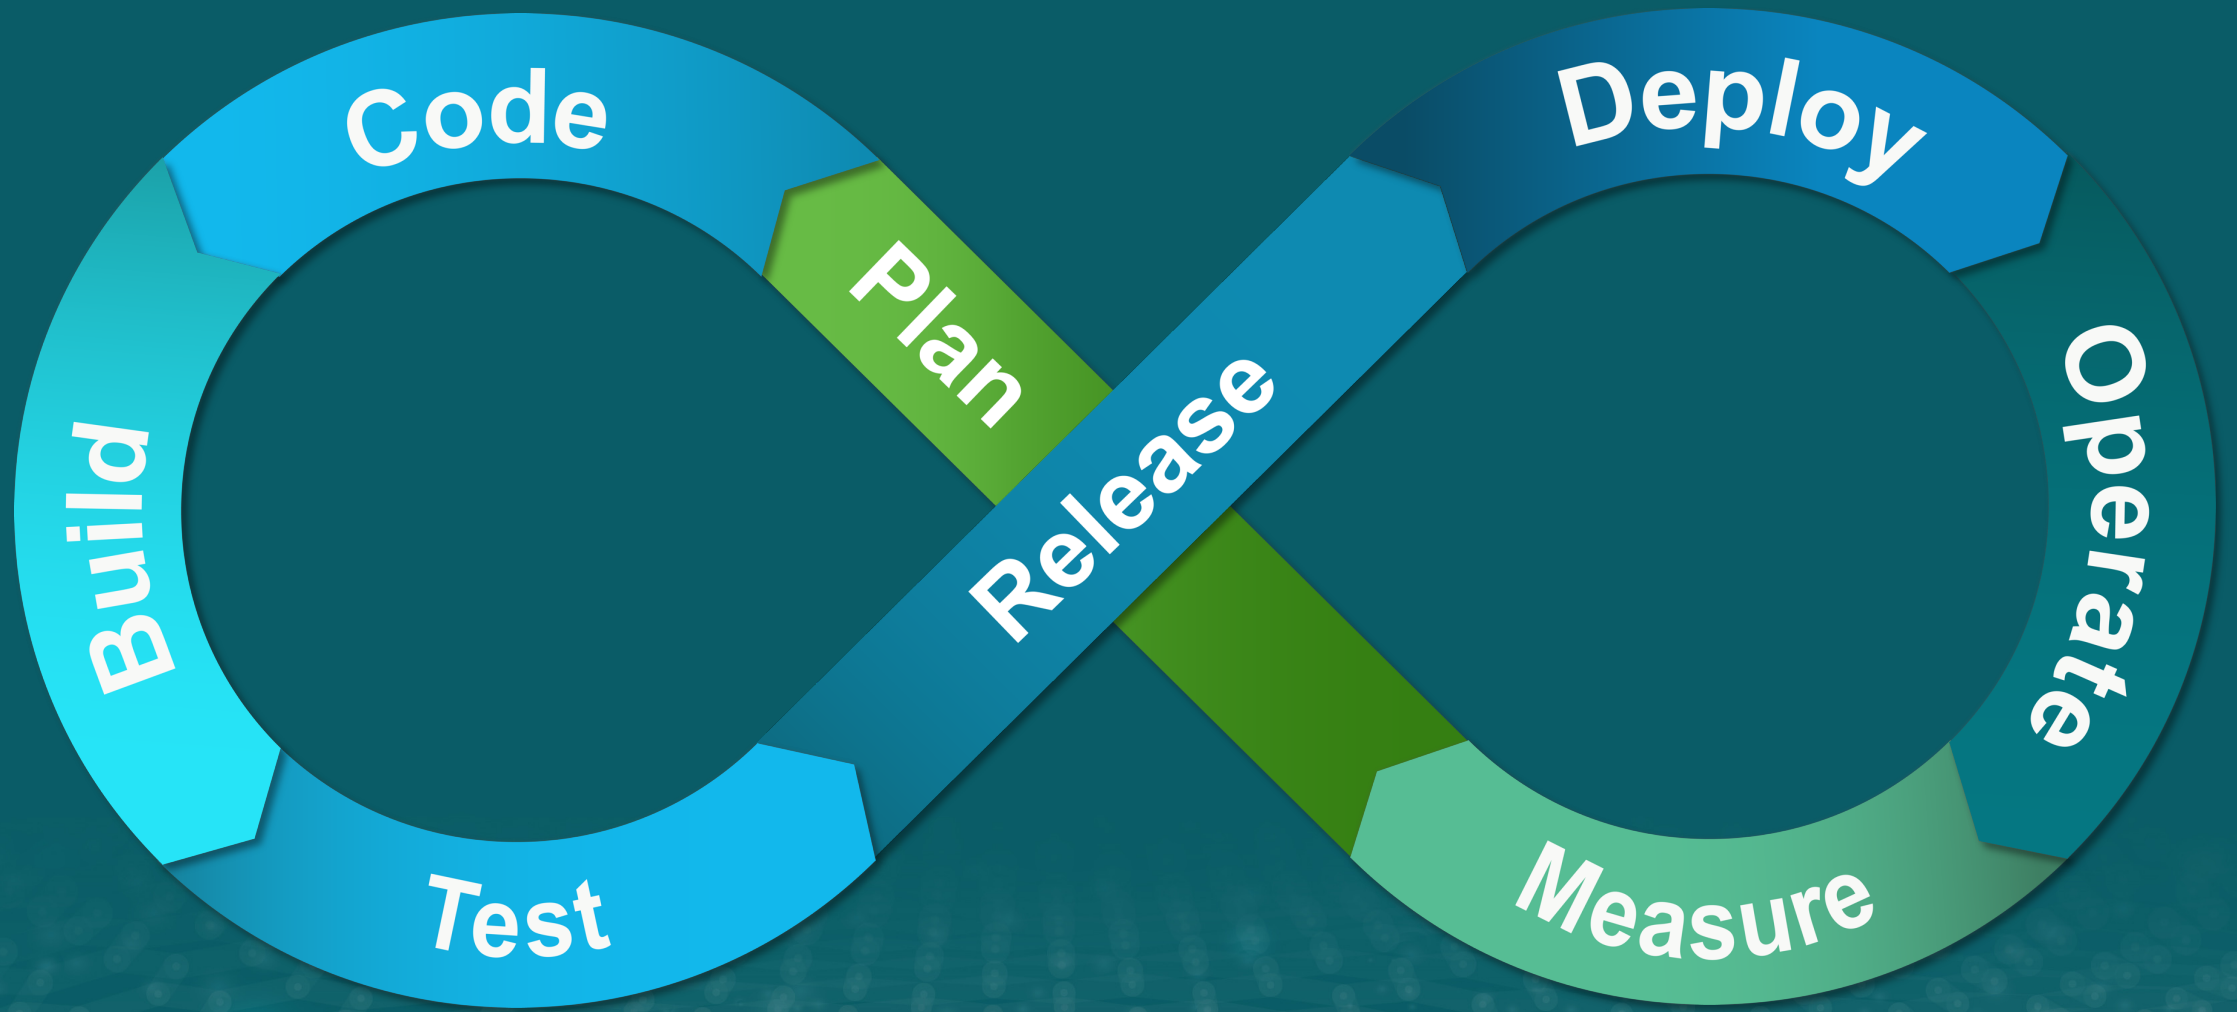 Plan
Code
Build
Test
Release
Deploy
Operate
Measure